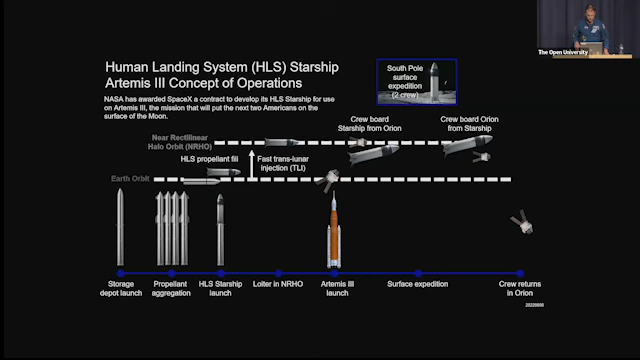 Human Landing System (HLS) Starship
Artemis III Concept of Operations
NASA has awarded SpaceX a contract to develop its HLS Starship for use
on Artemis III, the mission that will put the next two Americans on the
surface of the Moon.
South Pole
surface
expedition
(2 crew)
The Open University
Near Rectilinear
Halo Orbit (NRHO)
Crew board
Starship from Orion
Crew board Orion
from Starship
HLS propellant fill
Fast trans-lunar
injection (TLI)
Earth Orbit
Storage
depot launch
Propellant
aggregation
HLS Starship
launch
Loiter in NRHO
Artemis III
launch
Surface expedition
Crew returns
in Orion